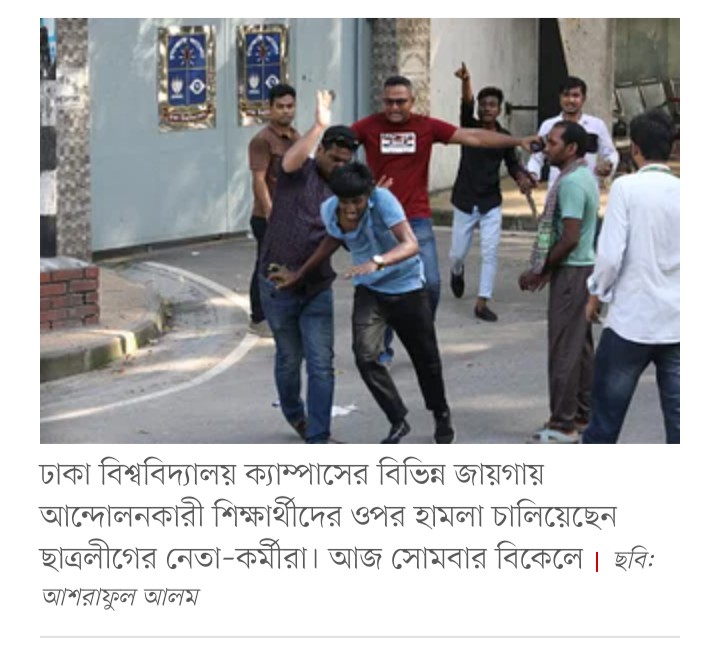 ঢাকা বিশ্ববিদ্যালয় ক্যাম্পাসের বিভিন্ন জায়গায়
আন্দোলনকারী শিক্ষার্থীদের ওপর হামলা চালিয়েছেন
ছাত্রলীগের নেতা-কর্মীরা। আজ সোমবার বিকেলে | ছবি:
আশরাফুল আলম